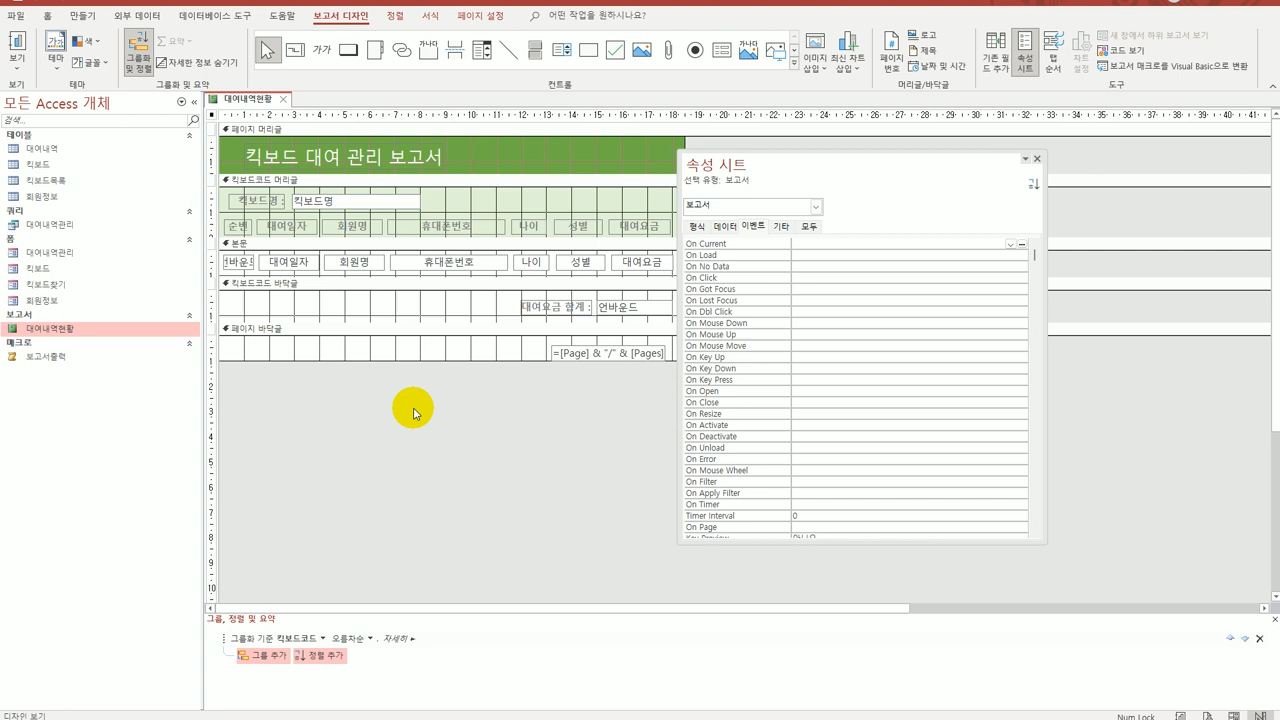 파일 홈 만들기 외부 데이터 데이터베이스 도구 도움말 보고서 디자인 정렬 서식 페이지 설정 어떤 작업을 원하시나요?
보기 테마 색 글꼴 그룹화 및 정렬 요약 자세한 정보 숨기기 가가 가나다 가나다 이미지 삽입 최신 차트 삽입 페이지 번호 로고 제목 날짜 및 시간 기존 필드 추가 속성 시트 탭 순서 차트 설정 새 창에서 하위 보고서 보기 코드 보기 보고서 매크로를 Visual Basic으로 변환
보기 테마 그룹화 및 요약 컨트롤 머리글/바닥글 도구
모든 Access 개체
검색...
테이블
대여내역
킥보드
킥보드목록
회원정보
쿼리
대여내역관리
폼
대여내역관리
킥보드
킥보드찾기
회원정보
보고서
대여내역현황
매크로
보고서출력
대여내역현황
페이지 머리글
킥보드 대여 관리 보고서
킥보드코드 머리글
킥보드명 : 킥보드명
순번 대여일자 회원명 휴대폰번호 나이 성별 대여요금
본문
대여일자 회원명 휴대폰번호 나이 성별 대여요금
킥보드코드 바닥글
대여요금 합계 : 언바운드
페이지 바닥글
=[Page] & "/" & [Pages]
속성 시트
선택 유형: 보고서
보고서
형식 데이터 이벤트 기타 모두
On Current
On Load
On No Data
On Click
On Got Focus
On Lost Focus
On Dbl Click
On Mouse Down
On Mouse Up
On Mouse Move
On Key Up
On Key Down
On Key Press
On Open
On Close
On Resize
On Activate
On Deactivate
On Unload
On Error
On Mouse Wheel
On Filter
On Apply Filter
On Timer
Timer Interval 0
On Page
Key Preview 아니요
그룹, 정렬 및 요약
그룹화 기준 킥보드코드 오름차순 , 자세히
그룹 추가 정렬 추가
디자인 보기 Num Lock